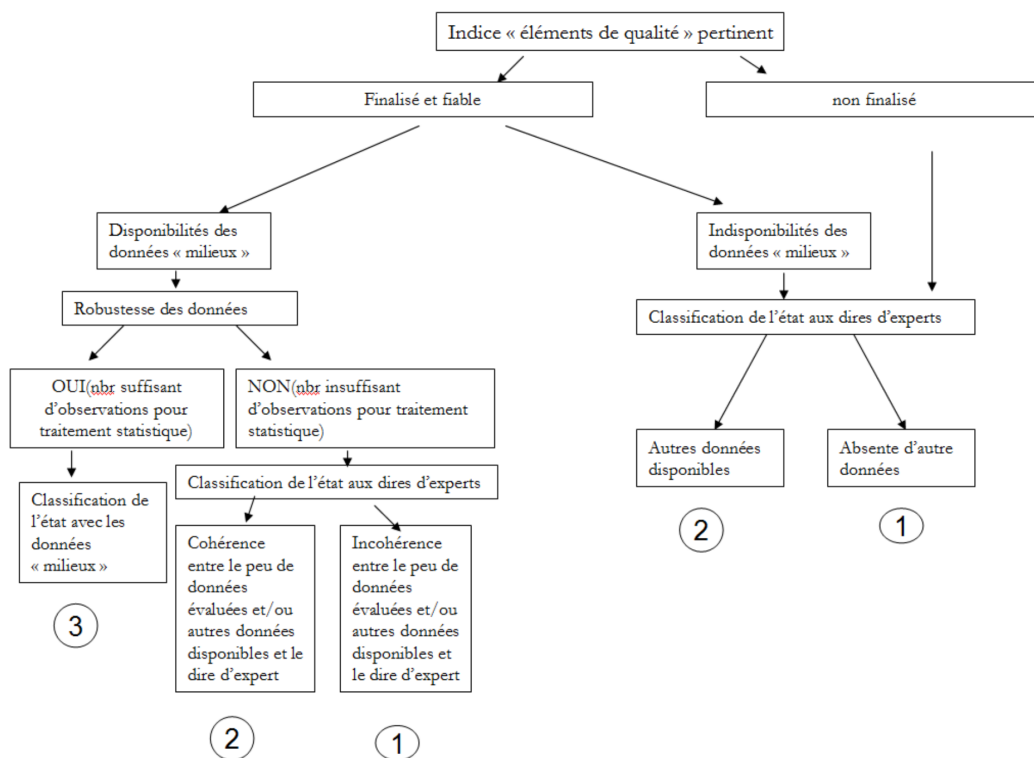 Indice « éléments de qualité » pertinent
Finalisé et fiable
non finalisé
Disponibilités des
données « milieux »
Indisponibilités des
données « milieux »
Robustesse des données
Classification de l'état aux dires d'experts
OUI(nbr suffisant
d'observations pour
traitement statistique)
NON(nbr insuffisant
d'observations pour traitement
statistique)
Autres données
disponibles
Absente d'autre
données
Classification de l'état aux dires d'experts
Classification de
l'état avec les
données
« milieux »
2
1
Cohérence
entre le peu de
données
évaluées et/ou
autres données
disponibles et le
dire d'expert
Incohérence
entre le peu de
données
évaluées et/ou
autres données
disponibles et
le dire d'expert
3
2
1